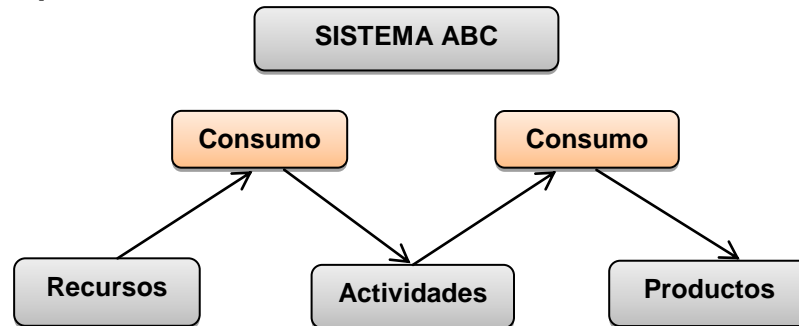 SISTEMA ABC
Consumo
Consumo
Recursos
Actividades
Productos